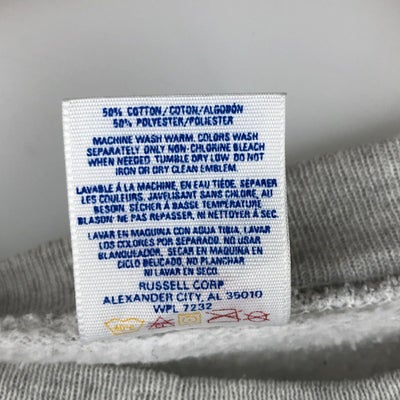 50% COTTON/COTON/ALGODÓN
50% POLYESTER/POLIESTER
MACHINE WASH WARM. COLORS WASH
SEPARATELY ONLY NON-CHLORINE BLEACH
WHEN NEEDED. TUMBLE DRY LOW. DO NOT
IRON OR DRY CLEAN EMBLEM.
LAVABLE À LA MACHINE, EN EAU TIÈDE, SÉPARER
LES COULEURS, JAVELISANT SANS CHLORE, AU
BESOIN. SÉCHER À BASSE TEMPÉRATURE.
BLASON: NE PAS REPASSER, NI NETTOYER À SEC.
LAVAR EN MAQUINA CON AGUA TIBIA, LAVAR
LOS COLORES POR SEPARADO. NO USAR
BLANQUEADOR, SECAR EN MAQUINA EN
CICLO DELICADO. NO PLANCHAR
NI LAVAR EN SECO.
RUSSELL CORP
ALEXANDER CITY, AL 35010
WPL 7232